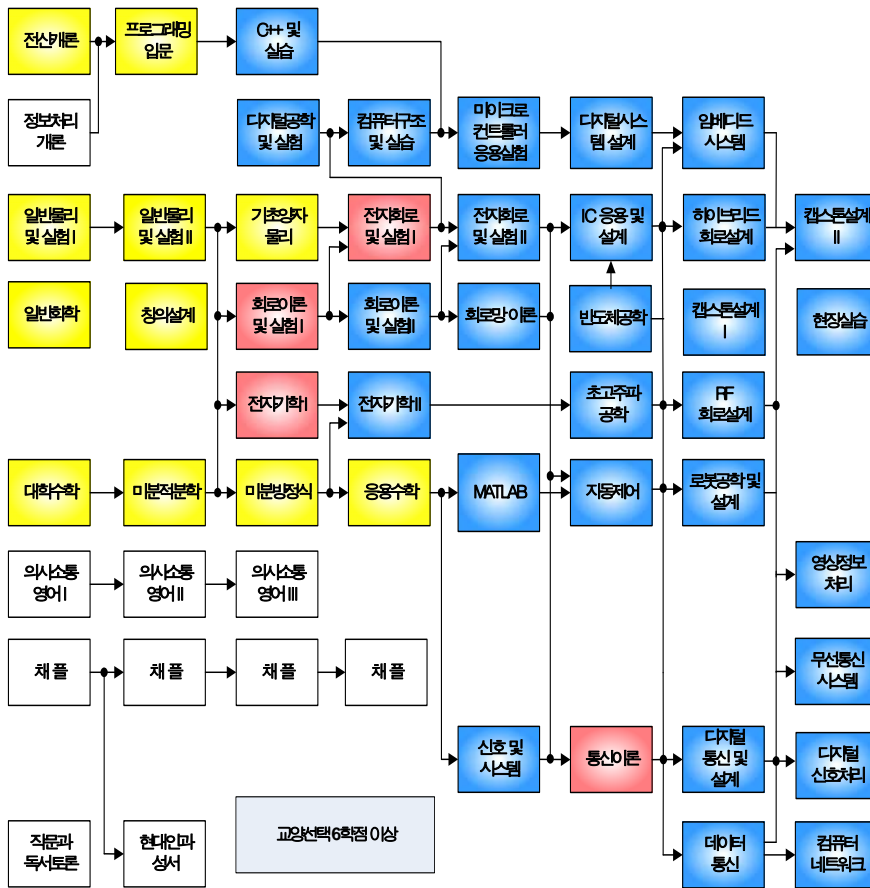 전산개론
프로그래밍
입문
C++ 및
실습
정보처리
개론
디지털공학
및 실험
컴퓨터구조
및 실습
마이크로
컨트롤러
응용실험
디지털시스
템 설계
임베디드
시스템
일반물리
및 실험 I
일반물리
및 실험 II
기초양자
물리
전자회로
및 실험 I
전자회로
및 실험 II
IC 응용 및
설계
하이브리드
회로설계
캡스톤설계
II
일반화학
창의설계
회로이론
및 실험 I
회로이론
및 실험II
회로망 이론
반도체공학
캡스톤설계
I
현장실습
전자기학 I
전자기학 II
초고주파
공학
RF
회로설계
대학수학
미분적분학
미분방정식
응용수학
MATLAB
자동제어
로봇공학 및
설계
의사소통
영어 I
의사소통
영어 II
의사소통
영어 III
영상정보
처리
채 플
채 플
채 플
채 플
무선통신
시스템
신호 및
시스템
통신이론
디지털
통신 및
설계
디지털
신호처리
작문과
독서토론
현대인과
성서
교양선택 6학점 이상
데이터
통신
컴퓨터
네트워크